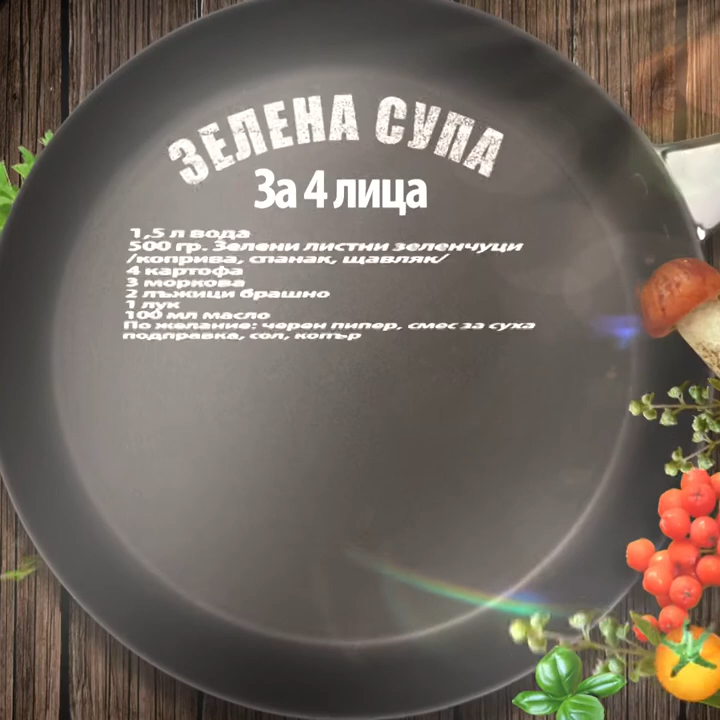 ЗЕЛЕНА СУПА
За 4 лица
1,5 л вода
500 гр. Зелени листни зеленчуци
/коприва, спанак, щавляк/
4 картофа
3 моркова
2 лъжици брашно
1 лук
100 мл масло
По желание: черен пипер, смес за суха
подправка, сол, копър